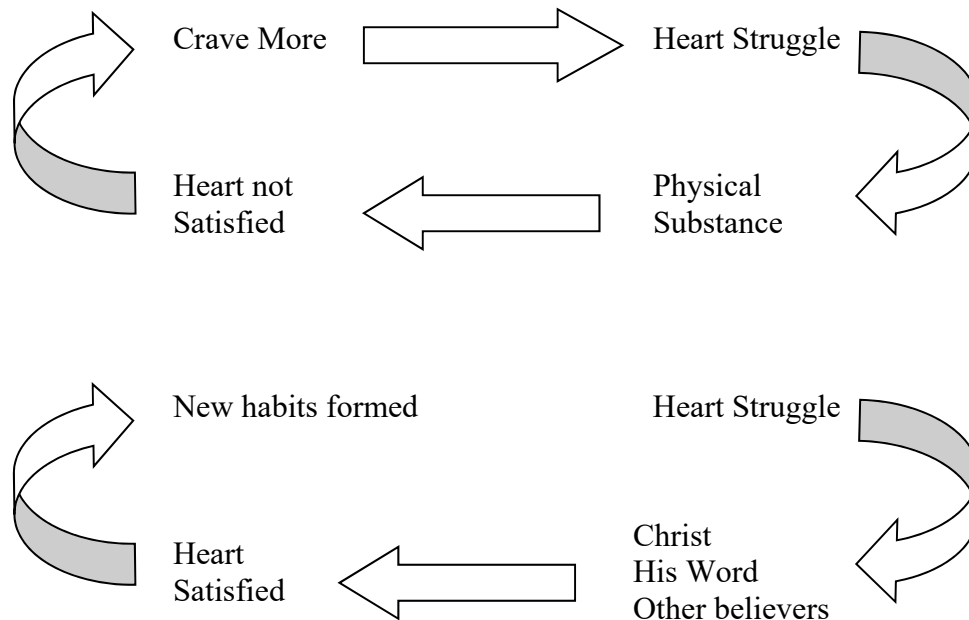 Crave More
Heart Struggle
Heart not
Satisfied
Physical
Substance
New habits formed
Heart Struggle
Heart
Satisfied
Christ
His Word
Other believers